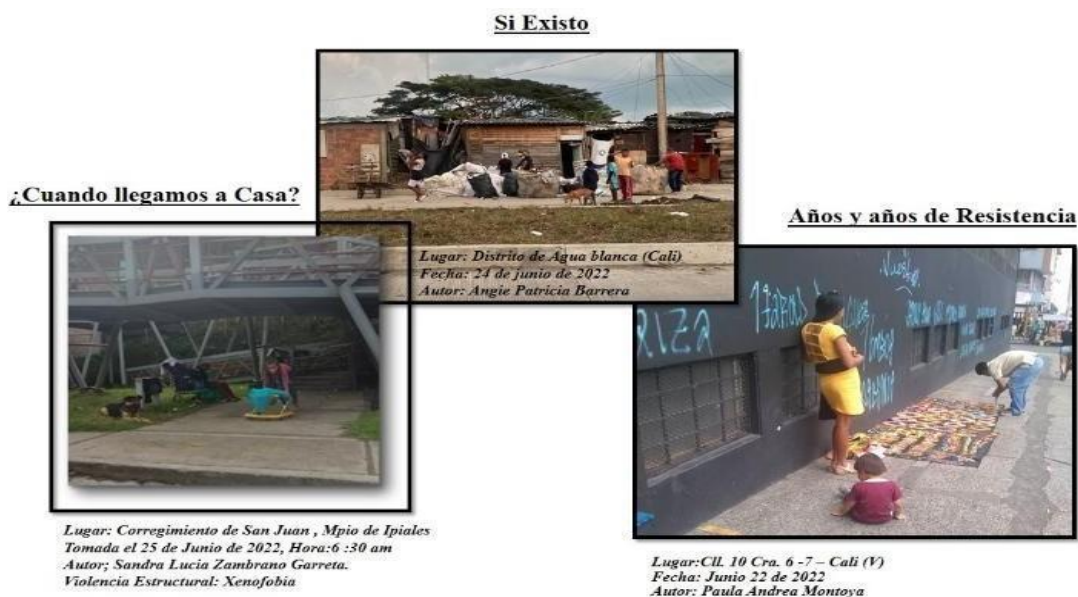 Si Existo
Lugar: Distrito de Agua blanca (Cali)
Fecha: 24 de junio de 2022
Autor: Angie Patricia Barrera
¿Cuando llegamos a Casa?
Lugar: Corregimiento de San Juan , Mpio de Ipiales
Tomada el 25 de Junio de 2022, Hora:6 :30 am
Autor; Sandra Lucia Zambrano Garreta.
Violencia Estructural: Xenofobia
Años y años de Resistencia
Lugar:Cll. 10 Cra. 6 -7 – Cali (V)
Fecha: Junio 22 de 2022
Autor: Paula Andrea Montoya